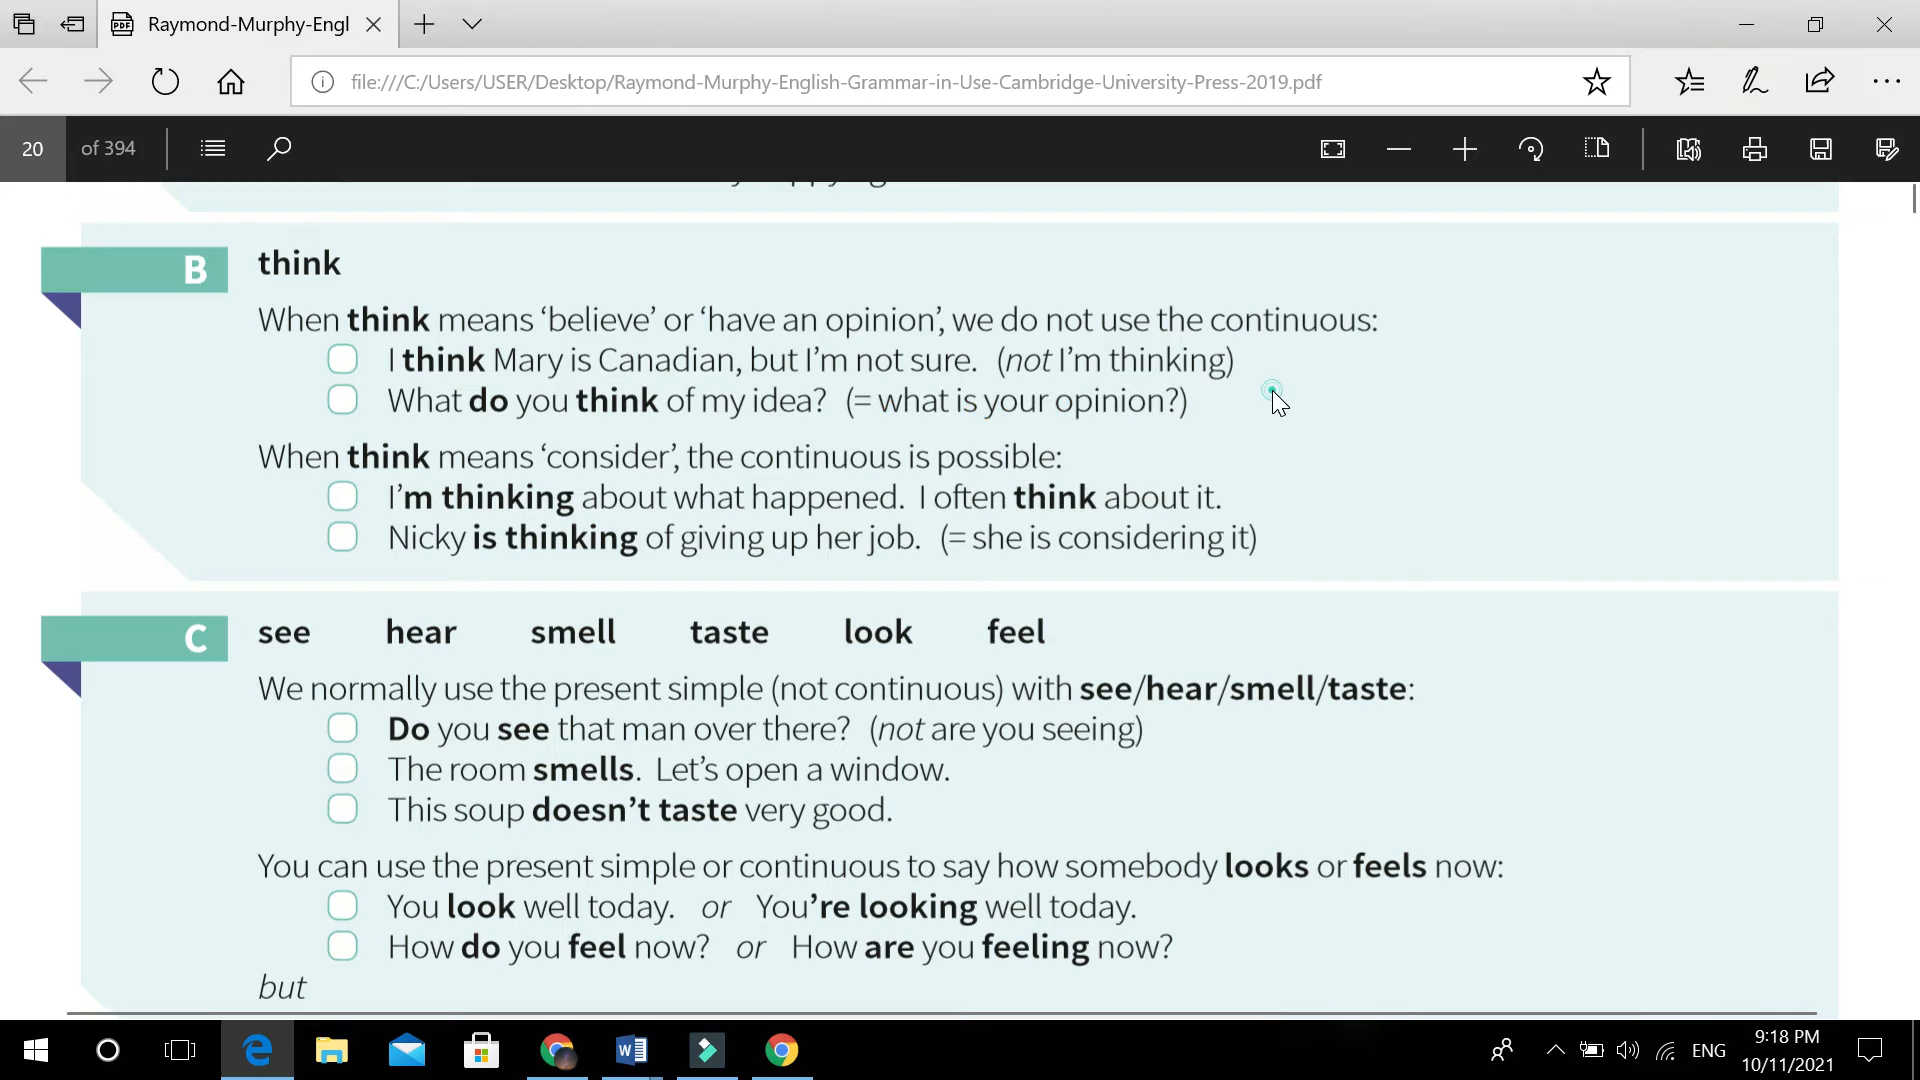 Raymond-Murphy-Engl
file:///C:/Users/USER/Desktop/Raymond-Murphy-English-Grammar-in-Use-Cambridge-University-Press-2019.pdf
20 of 394
B think
When think means ‘believe’ or ‘have an opinion’, we do not use the continuous:
I think Mary is Canadian, but I’m not sure. (not I’m thinking)
What do you think of my idea? (= what is your opinion?)
When think means ‘consider’, the continuous is possible:
I’m thinking about what happened. I often think about it.
Nicky is thinking of giving up her job. (= she is considering it)
C see hear smell taste look feel
We normally use the present simple (not continuous) with see/hear/smell/taste:
Do you see that man over there? (not are you seeing)
The room smells. Let’s open a window.
This soup doesn’t taste very good.
You can use the present simple or continuous to say how somebody looks or feels now:
You look well today. or You’re looking well today.
How do you feel now? or How are you feeling now?
but
ENG
9:18 PM
10/11/2021